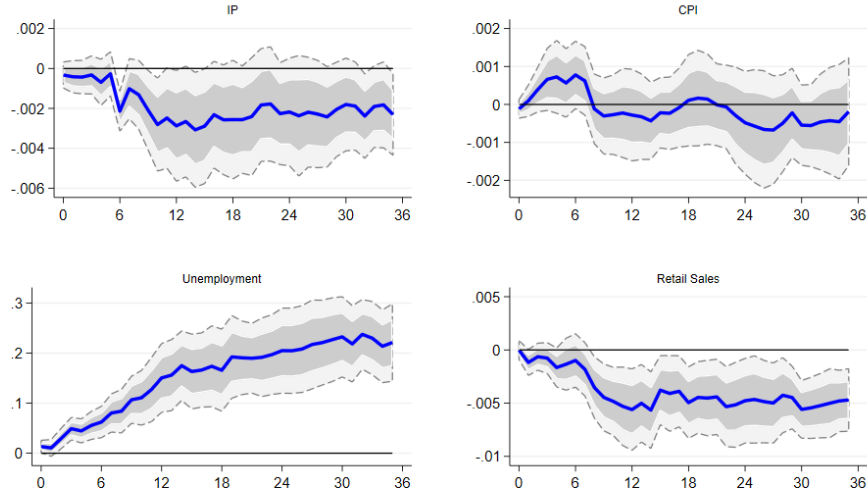 IP
.002
0
-.002
-.004
-.006
0 6 12 18 24 30 36
CPI
.002
.001
0
-.001
-.002
0 6 12 18 24 30 36
Unemployment
.3
.2
.1
0
0 6 12 18 24 30 36
Retail Sales
.005
0
-.005
-.01
0 6 12 18 24 30 36